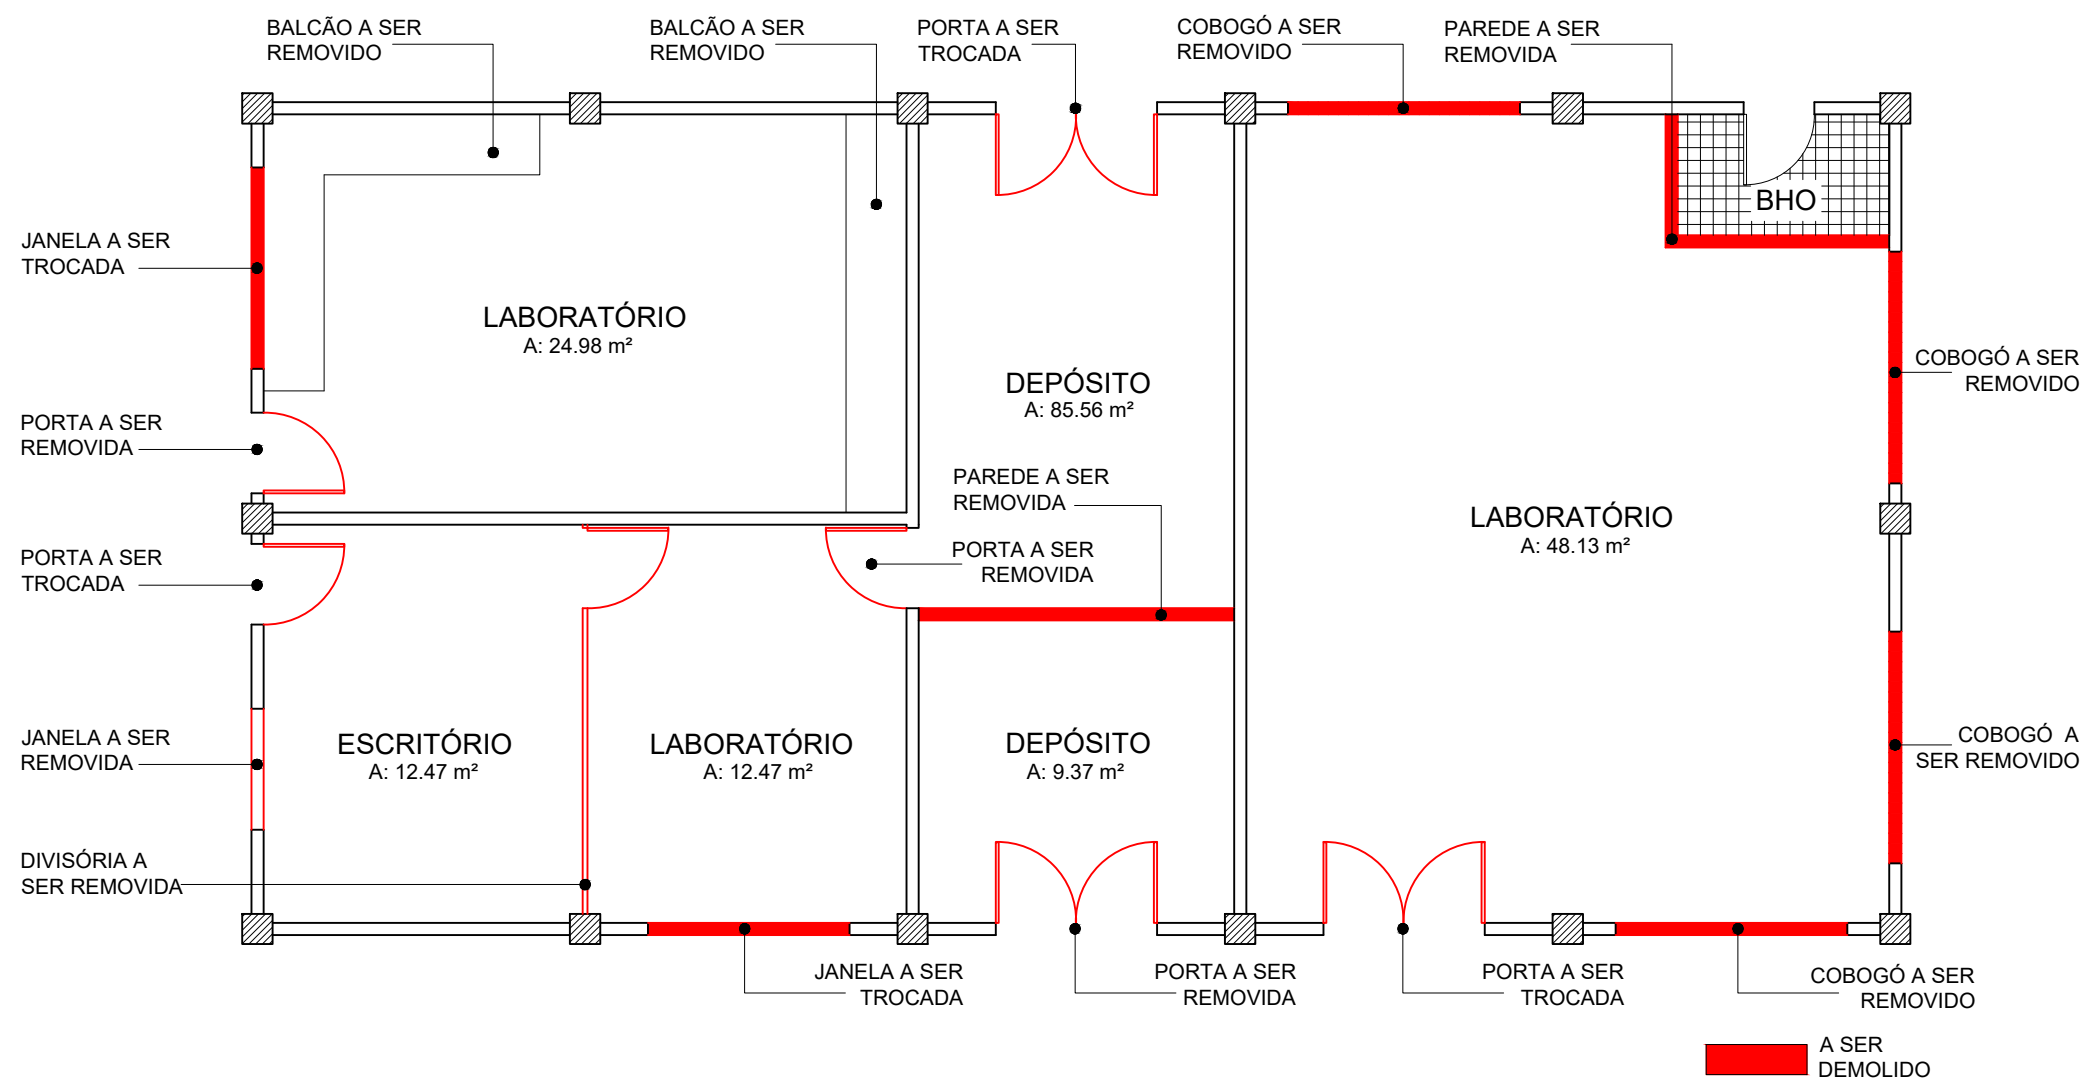 BALCÃO A SER
REMOVIDO
BALCÃO A SER
REMOVIDO
PORTA A SER
TROCADA
COBOGÓ A SER
REMOVIDO
PAREDE A SER
REMOVIDA
BHO
JANELA A SER
TROCADA
LABORATÓRIO
A: 24.98 m²
DEPÓSITO
A: 85.56 m²
COBOGÓ A SER
REMOVIDO
PORTA A SER
REMOVIDA
PAREDE A SER
REMOVIDA
LABORATÓRIO
A: 48.13 m²
PORTA A SER
TROCADA
PORTA A SER
REMOVIDA
JANELA A SER
REMOVIDA
ESCRITÓRIO
A: 12.47 m²
LABORATÓRIO
A: 12.47 m²
DEPÓSITO
A: 9.37 m²
COBOGÓ  A
SER REMOVIDO
DIVISÓRIA A
SER REMOVIDA
JANELA A SER
TROCADA
PORTA A SER
REMOVIDA
PORTA A SER
TROCADA
COBOGÓ A SER
REMOVIDO
A SER
DEMOLIDO